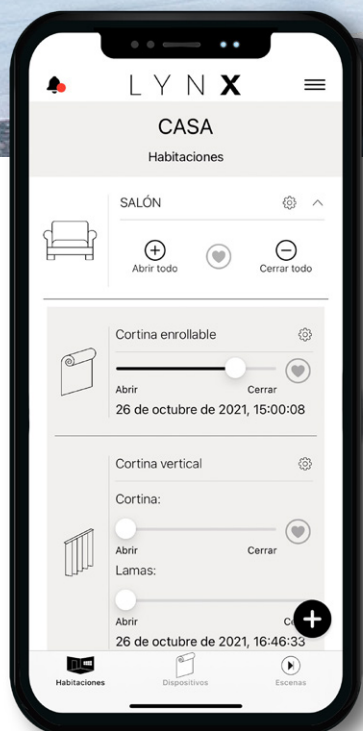 LYNX
CASA
Habitaciones
SALÓN
Abrir todo
Cerrar todo
Cortina enrollable
Abrir
Cerrar
26 de octubre de 2021, 15:00:08
Cortina vertical
Cortina:
Abrir
Cerrar
Lamas:
Abrir
26 de octubre de 2021, 16:46:33
Habitaciones
Dispositivos
Escenas